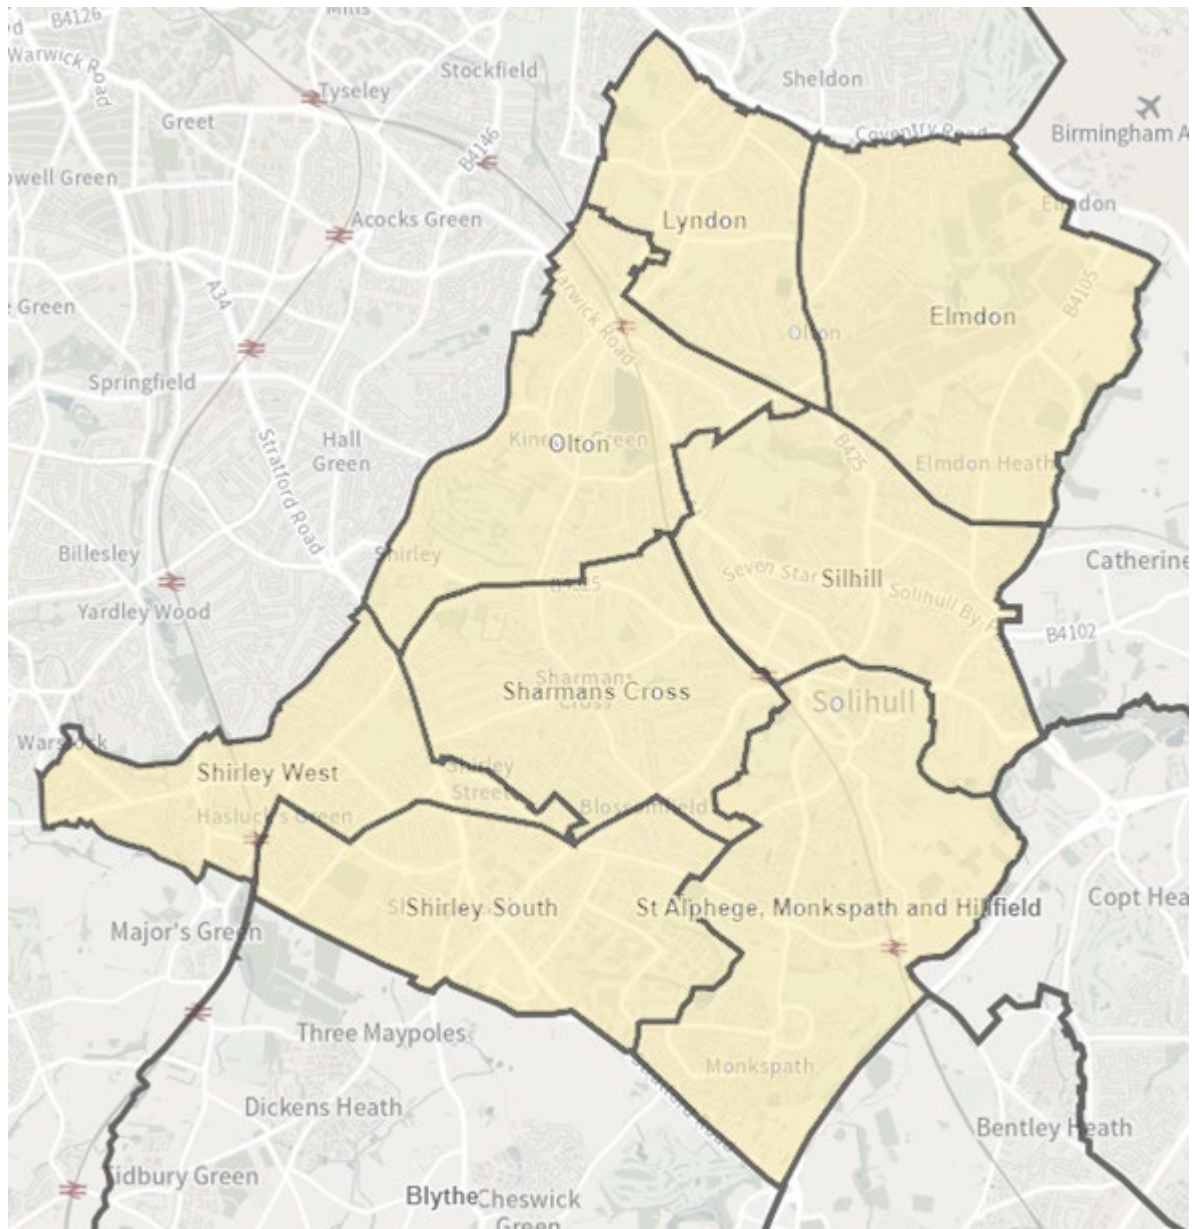 B4126
Mills
Warwick Road
Stockfield
Sheldon
Tyseley
Greet
Coventry Road
Birmingham A
B4146
owell Green
Acocks Green
Lyndon
Elmdon
A34
B4105
e Green
Warwick Road
Elmdon
Olton
Springfield
Hall
Green
Olton
B425
Elmdon Heath
Stratford Road
Billesley
Shirley
Catherine
Seven Star
Silhill
Solihull By P
Yardley Wood
B4102
Sharmans
Cross
Sharmans Cross
Solihull
Shirley West
Shirley
Street
Haslucks Green
Blossomfield
Shirley South
St Alphege, Monkspath and Hillfield
Copt Hea
Major's Green
Three Maypoles
Monkspath
Dickens Heath
Bentley Heath
idbury Green
Blythe
Cheswick
Green